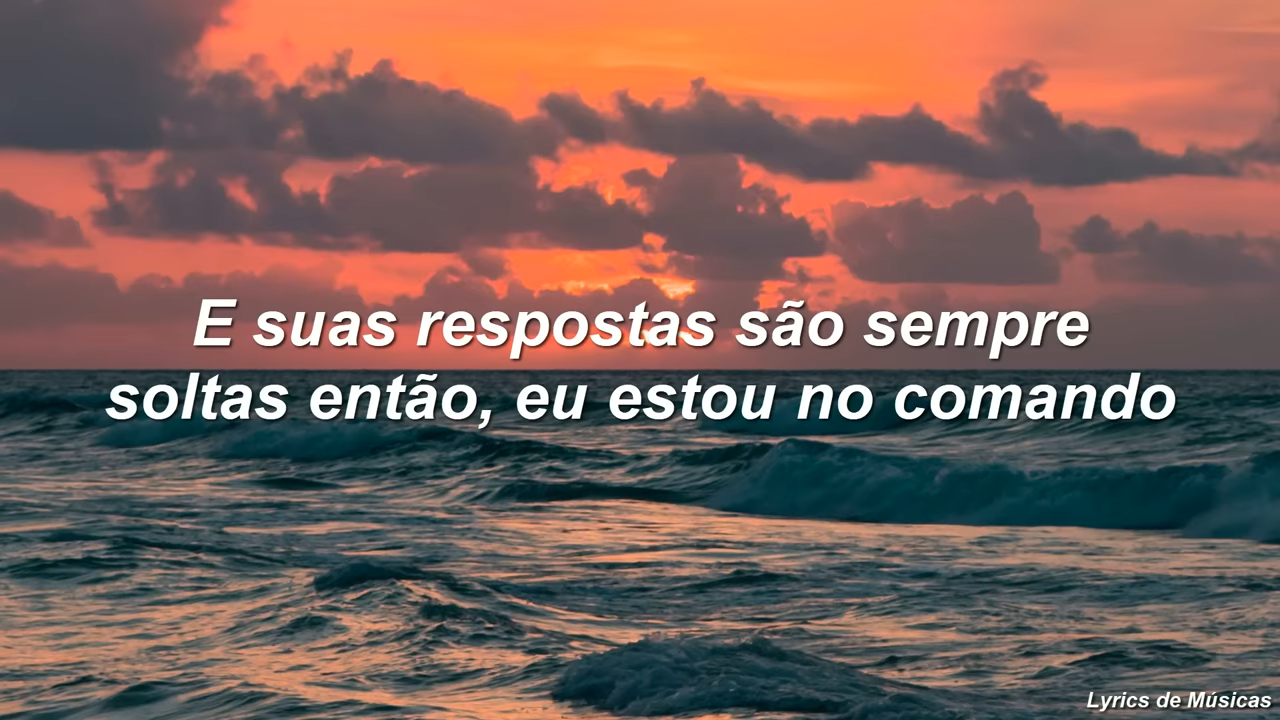 E suas respostas são sempre
soltas então, eu estou no comando
Lyrics de Músicas